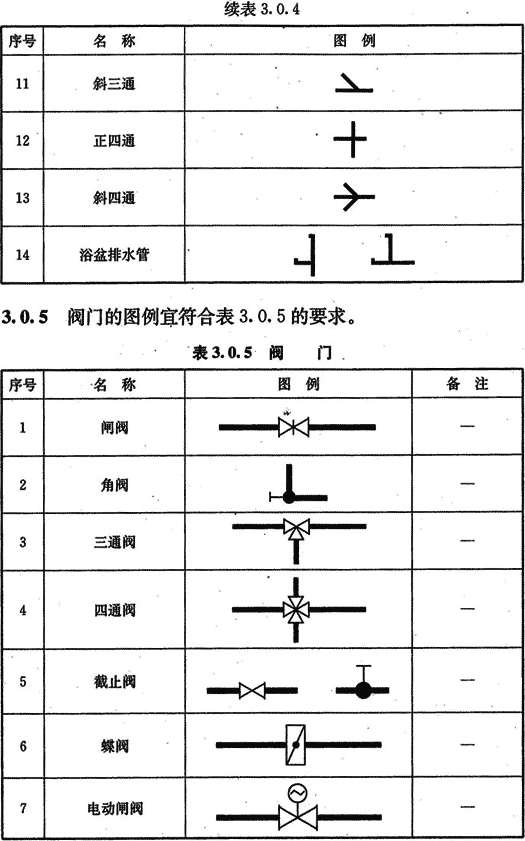 续表3.0.4
序号 名 称 图 例
11 斜三通
12 正四通
13 斜四通
14 浴盆排水管
3.0.5 阀门的图例宜符合表3.0.5的要求。
表3.0.5 阀 门
序号 名 称 图 例 备 注
1 闸阀 —
2 角阀 —
3 三通阀 —
4 四通阀 —
5 截止阀 —
6 蝶阀 —
7 电动闸阀 —